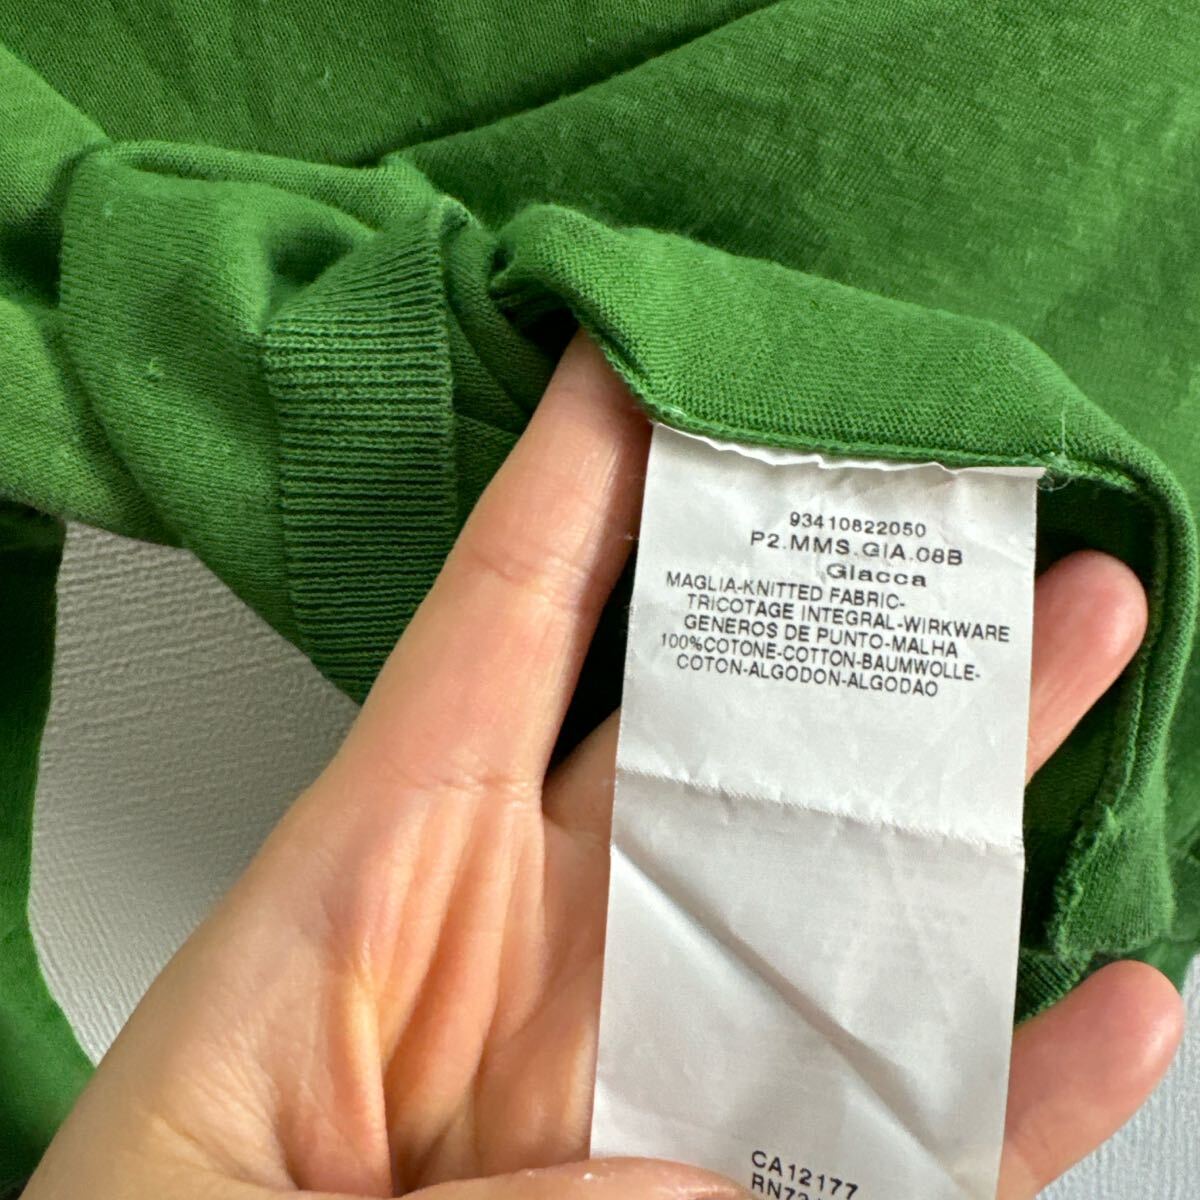 93410822050
P2.MMS.GIA.08B
Giacca
MAGLIA-KNITTED FABRIC-
TRICOTAGE INTEGRAL-WIRKWARE
GENEROS DE PUNTO-MALHA
100%COTONE-COTTON-BAUMWOLLE-
COTON-ALGODON-ALGODAO
CA12177